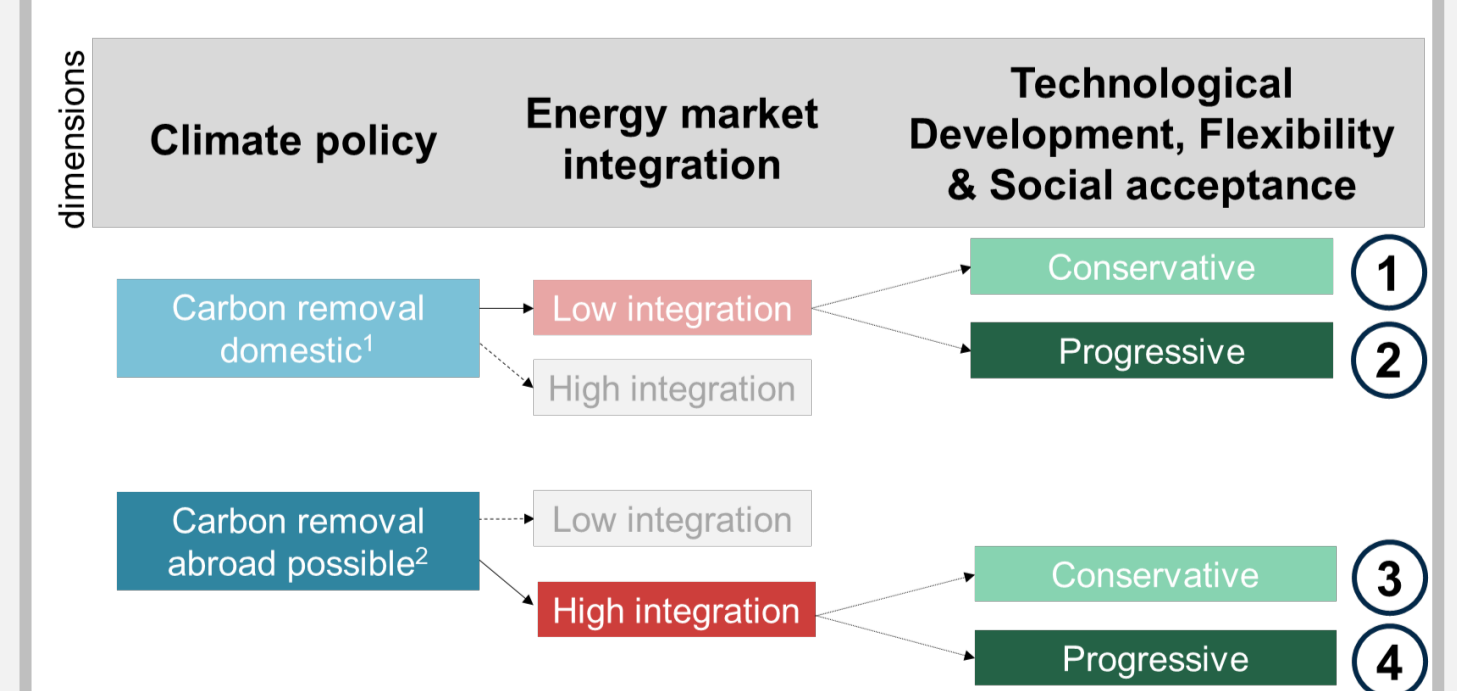 dimensions
Climate policy
Energy market
integration
Technological
Development, Flexibility
& Social acceptance
Carbon removal
domestic¹
Low integration
High integration
Conservative
1
Progressive
2
Carbon removal
abroad possible²
Low integration
High integration
Conservative
3
Progressive
4